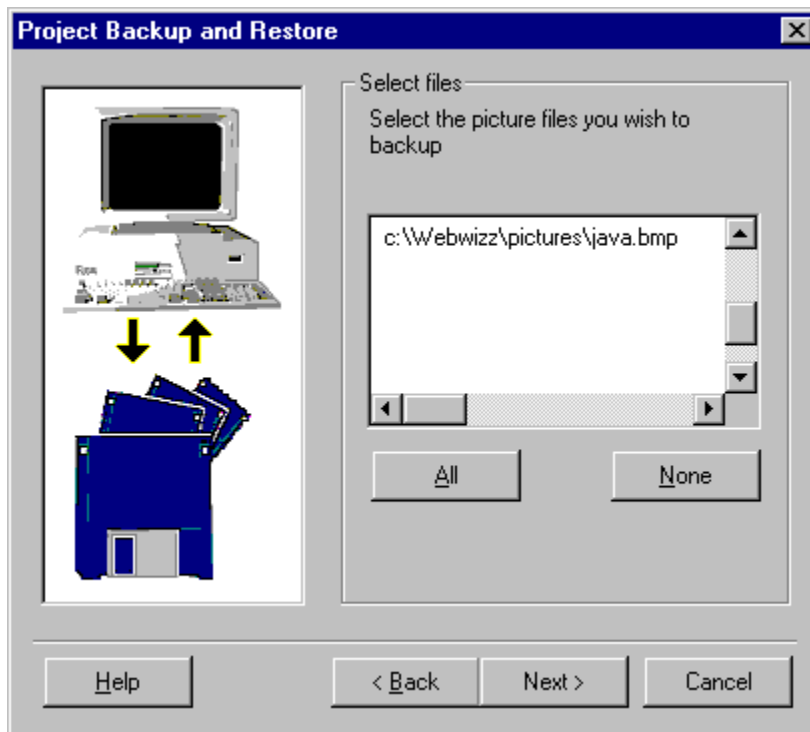 Project Backup and Restore
Select files
Select the picture files you wish to
backup
c:\Webwizz\pictures\java.bmp
All
None
Help
< Back
Next >
Cancel